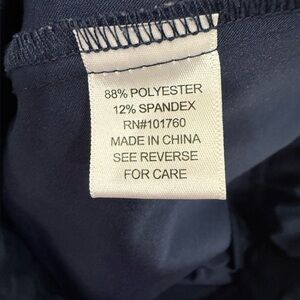 88% POLYESTER
12% SPANDEX
RN#101760
MADE IN CHINA
SEE REVERSE
FOR CARE